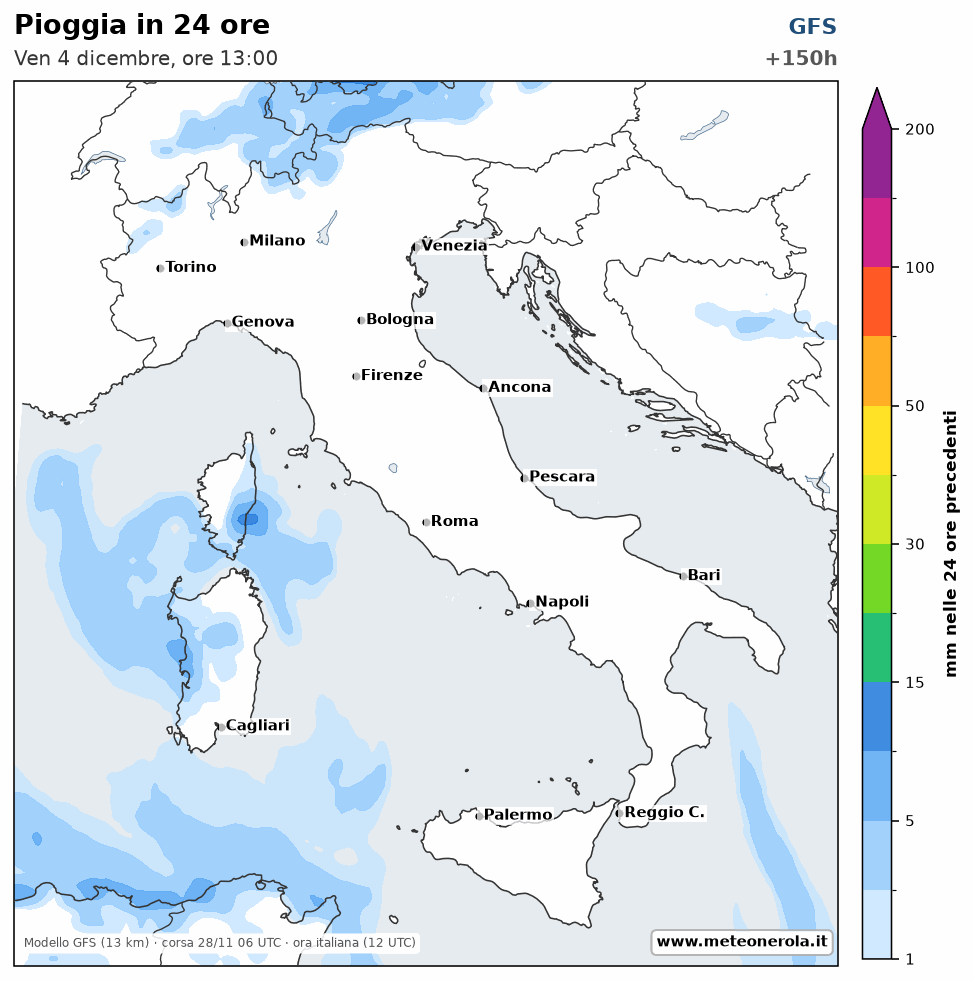 Pioggia in 24 ore
GFS
Ven 4 dicembre, ore 13:00
+150h
200
100
50
30
15
5
1
mm nelle 24 ore precedenti
Milano
Venezia
Torino
Genova
Bologna
Firenze
Ancona
Pescara
Roma
Bari
Napoli
Cagliari
Palermo
Reggio C.
Modello GFS (13 km) · corsa 28/11 06 UTC · ora italiana (12 UTC)
www.meteonerola.it